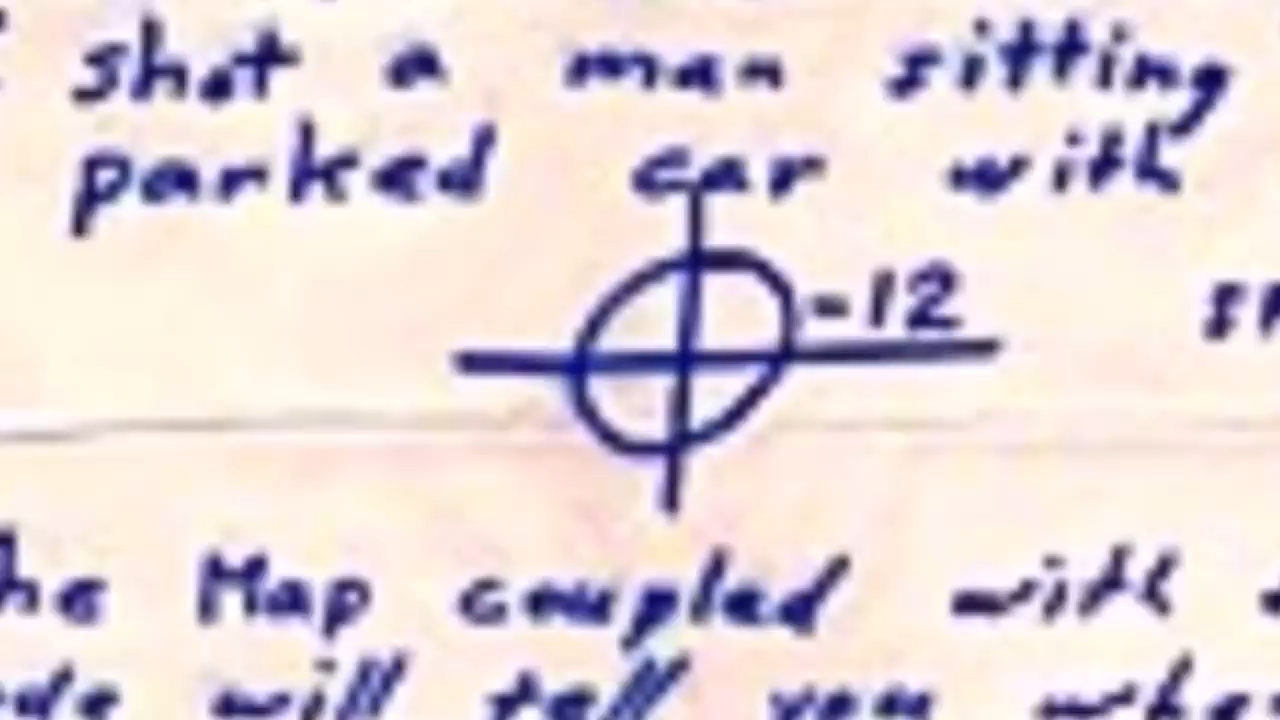 shot a man sitting
parked car with
-12
he Map coupled with
will tell you